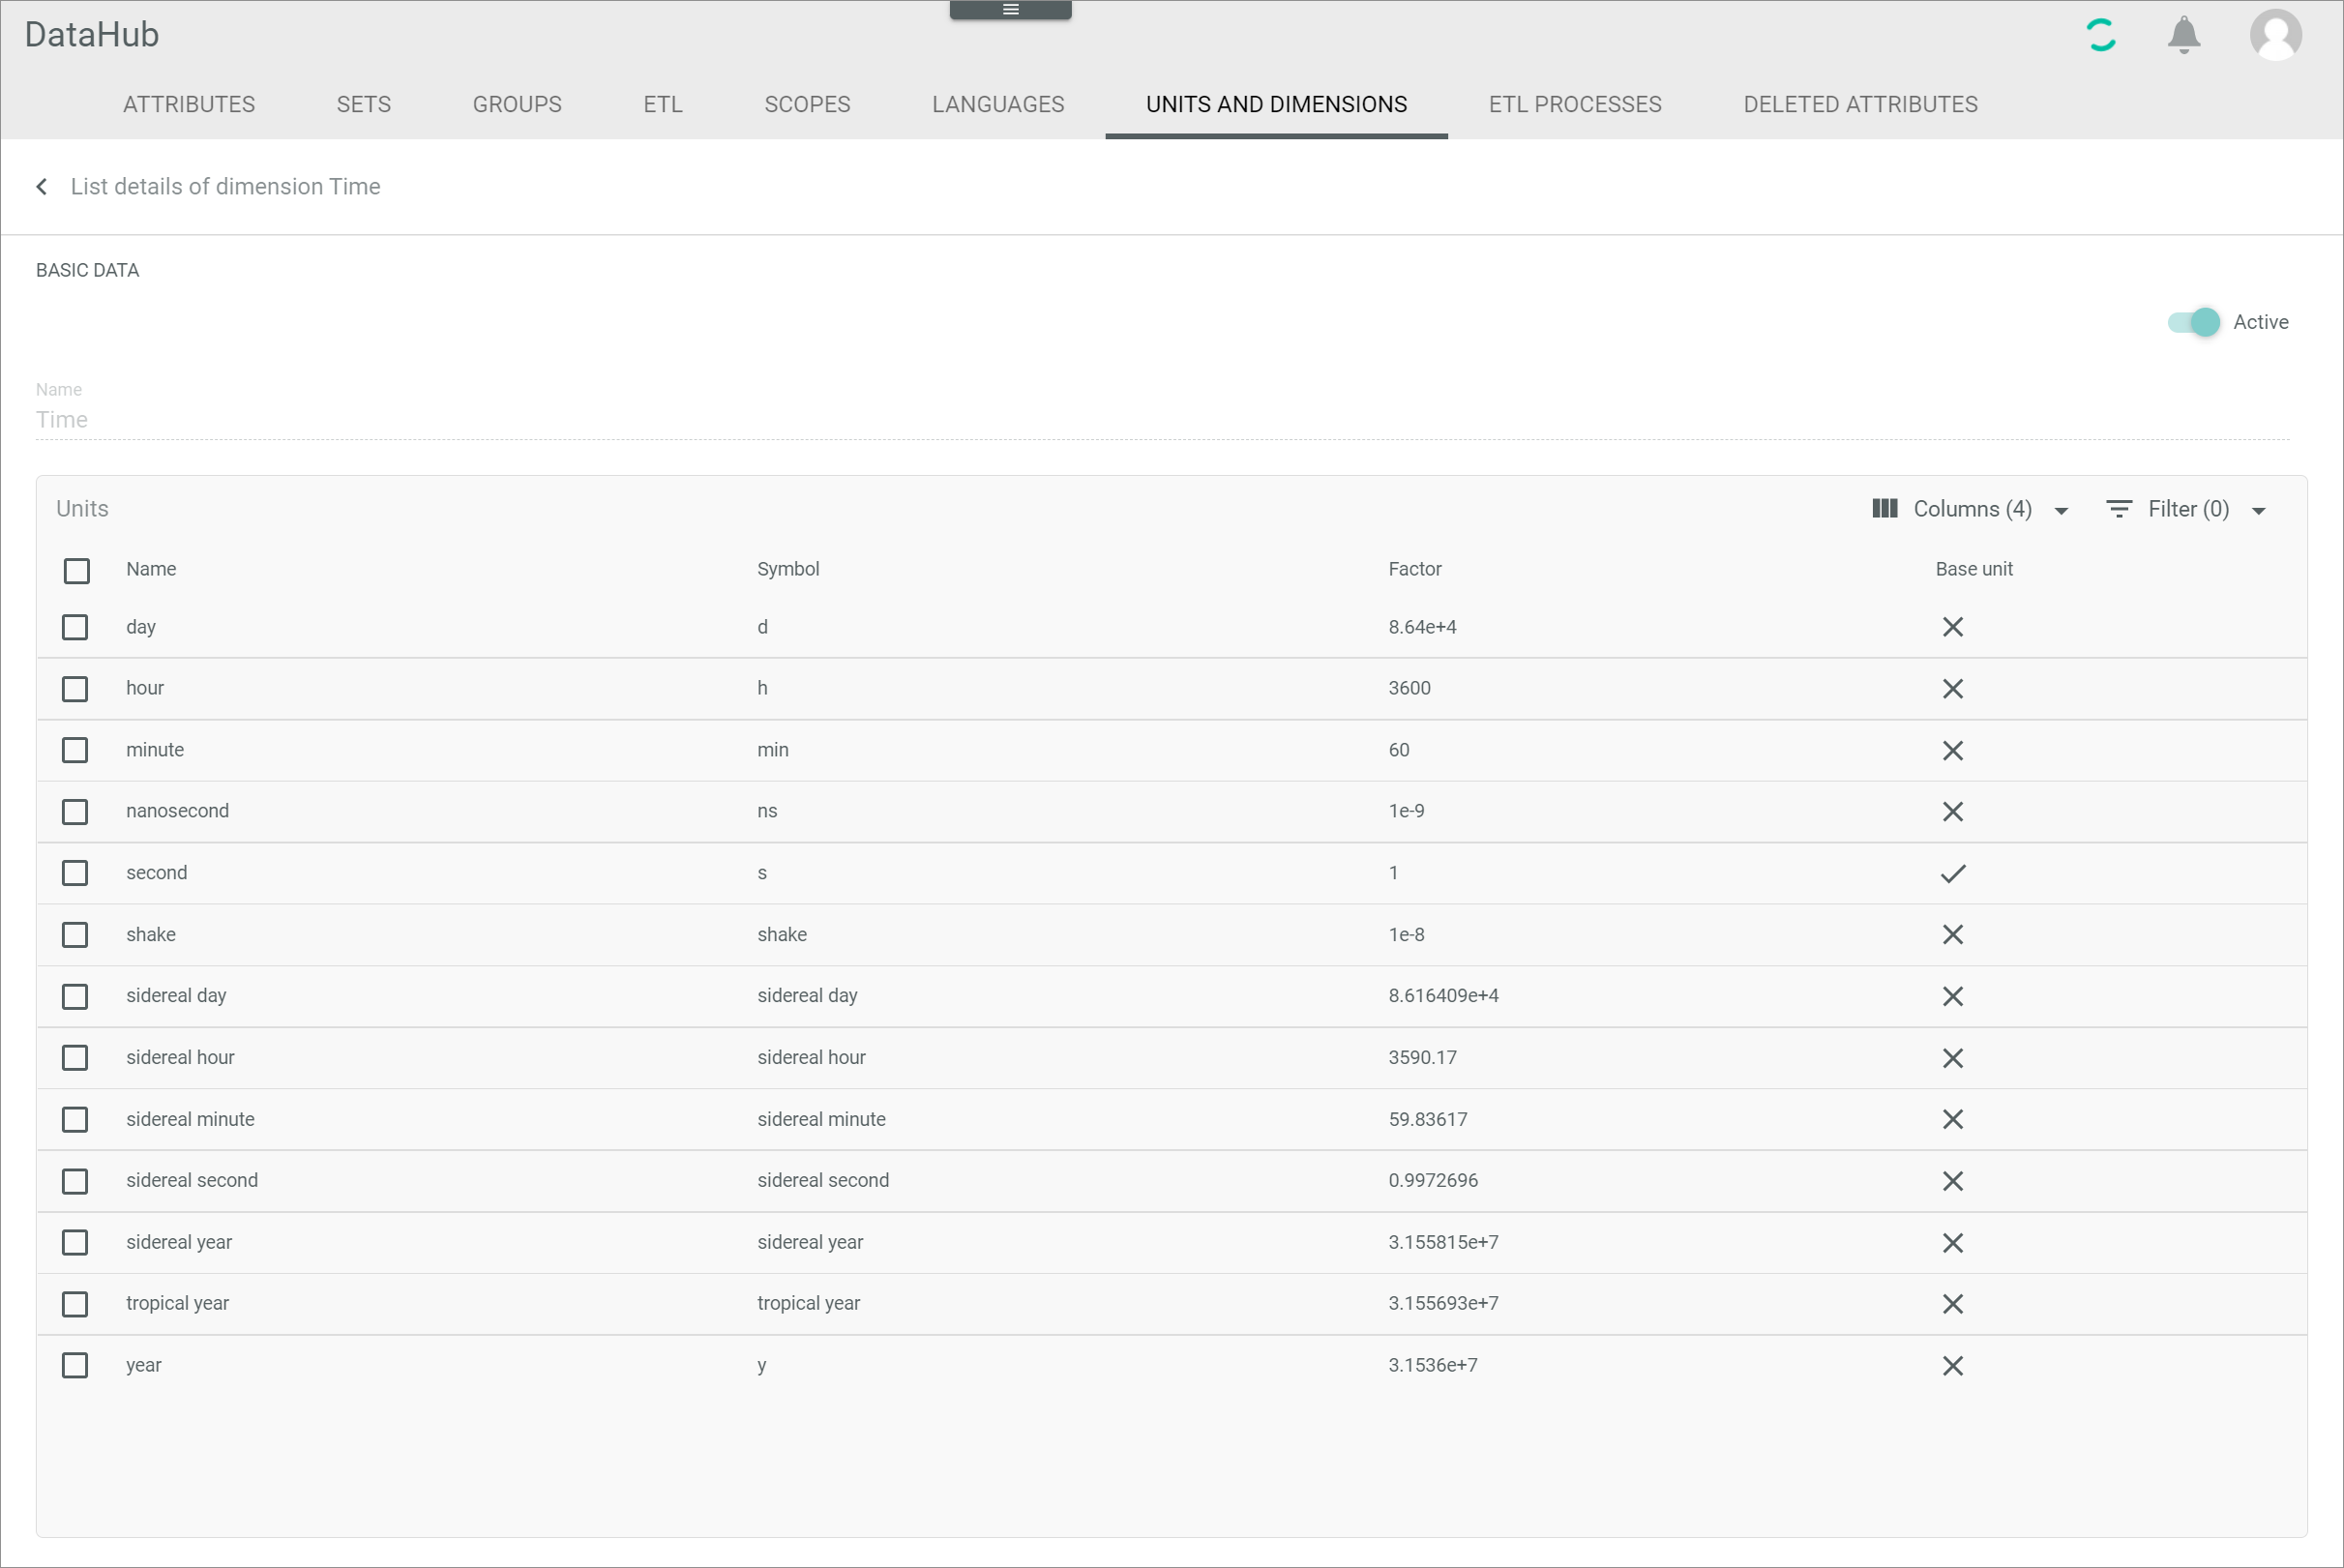 DataHub
ATTRIBUTES SETS GROUPS ETL SCOPES LANGUAGES UNITS AND DIMENSIONS ETL PROCESSES DELETED ATTRIBUTES
List details of dimension Time
BASIC DATA
Active
Name
Time
Units Columns (4) Filter (0)
Name Symbol Factor Base unit
day d 8.64e+4
hour h 3600
minute min 60
nanosecond ns 1e-9
second s 1
shake shake 1e-8
sidereal day sidereal day 8.616409e+4
sidereal hour sidereal hour 3590.17
sidereal minute sidereal minute 59.83617
sidereal second sidereal second 0.9972696
sidereal year sidereal year 3.155815e+7
tropical year tropical year 3.155693e+7
year y 3.1536e+7